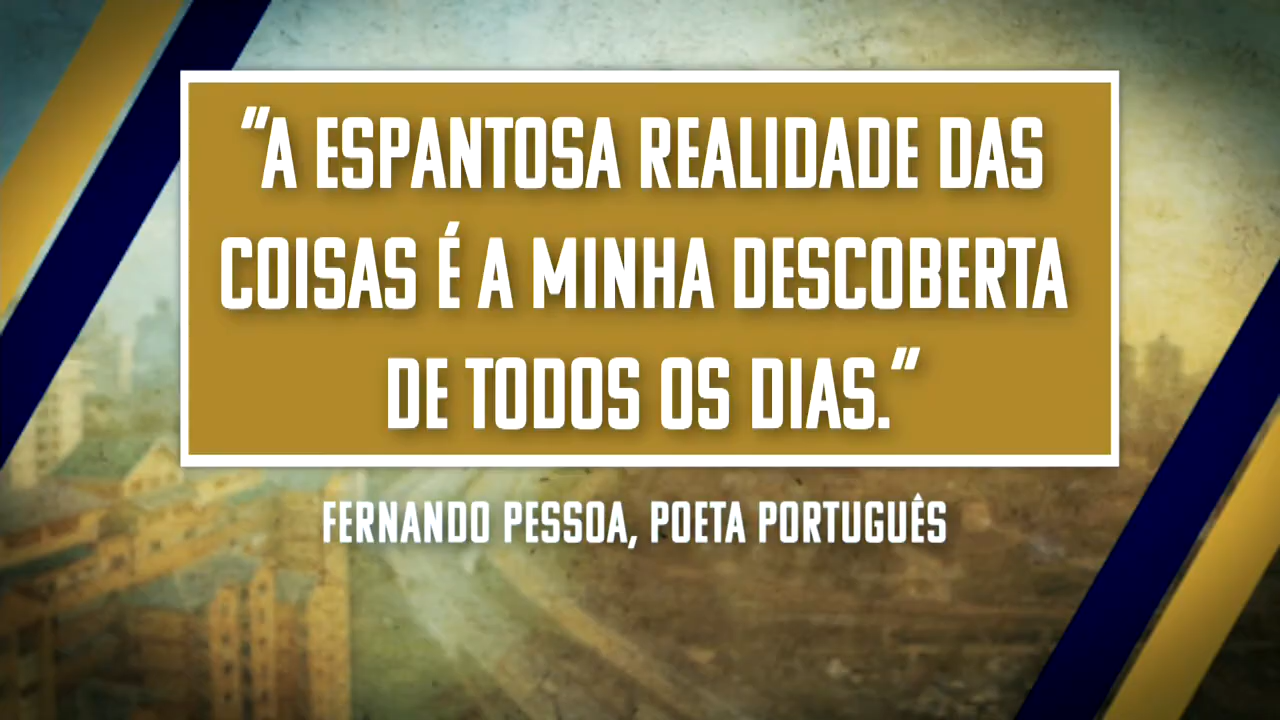 "A ESPANTOSA REALIDADE DAS
COISAS É A MINHA DESCOBERTA
DE TODOS OS DIAS."
FERNANDO PESSOA, POETA PORTUGUÊS